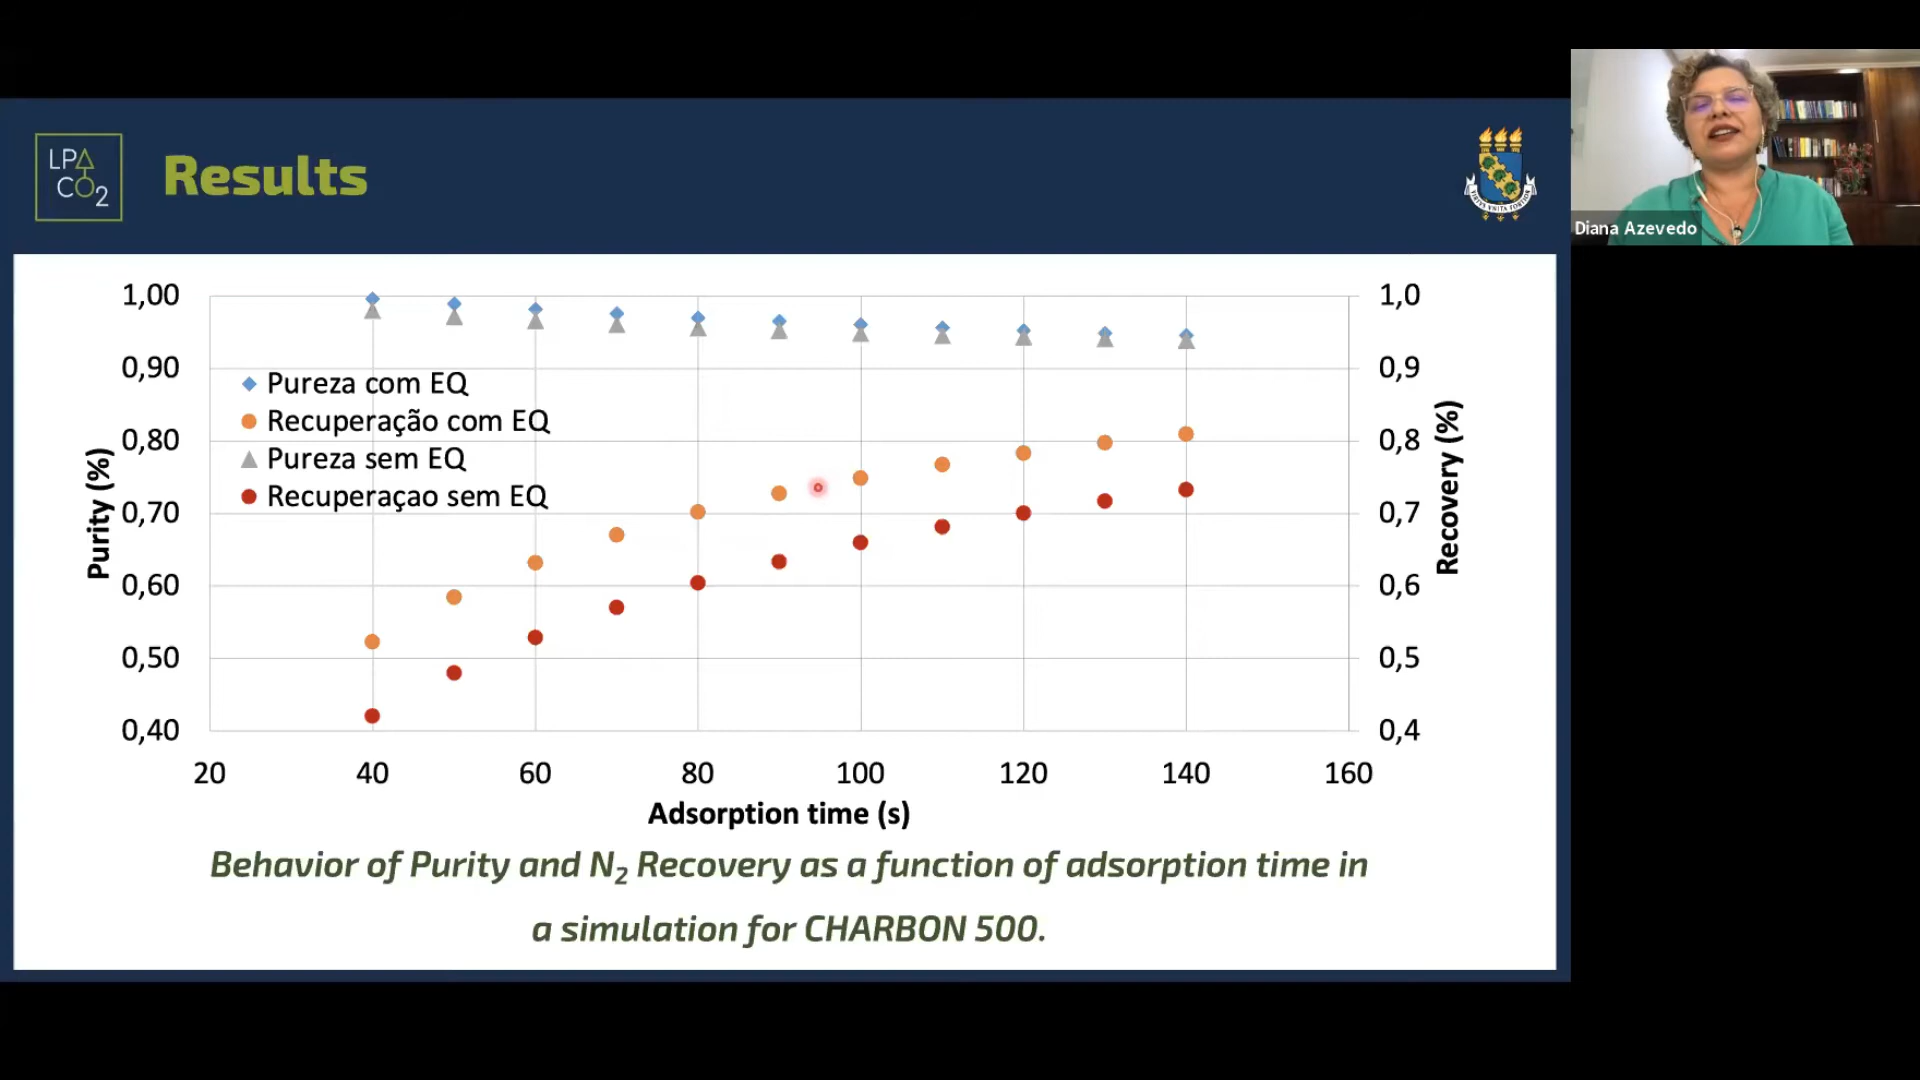 LPA
CO2
Results
VIRTVS VNITA FORTIOR
Diana Azevedo
1,00
0,90
0,80
0,70
0,60
0,50
0,40
Purity (%)
Pureza com EQ
Recuperação com EQ
Pureza sem EQ
Recuperaçao sem EQ
1,0
0,9
0,8
0,7
0,6
0,5
0,4
Recovery (%)
20 40 60 80 100 120 140 160
Adsorption time (s)
Behavior of Purity and N2 Recovery as a function of adsorption time in
a simulation for CHARBON 500.